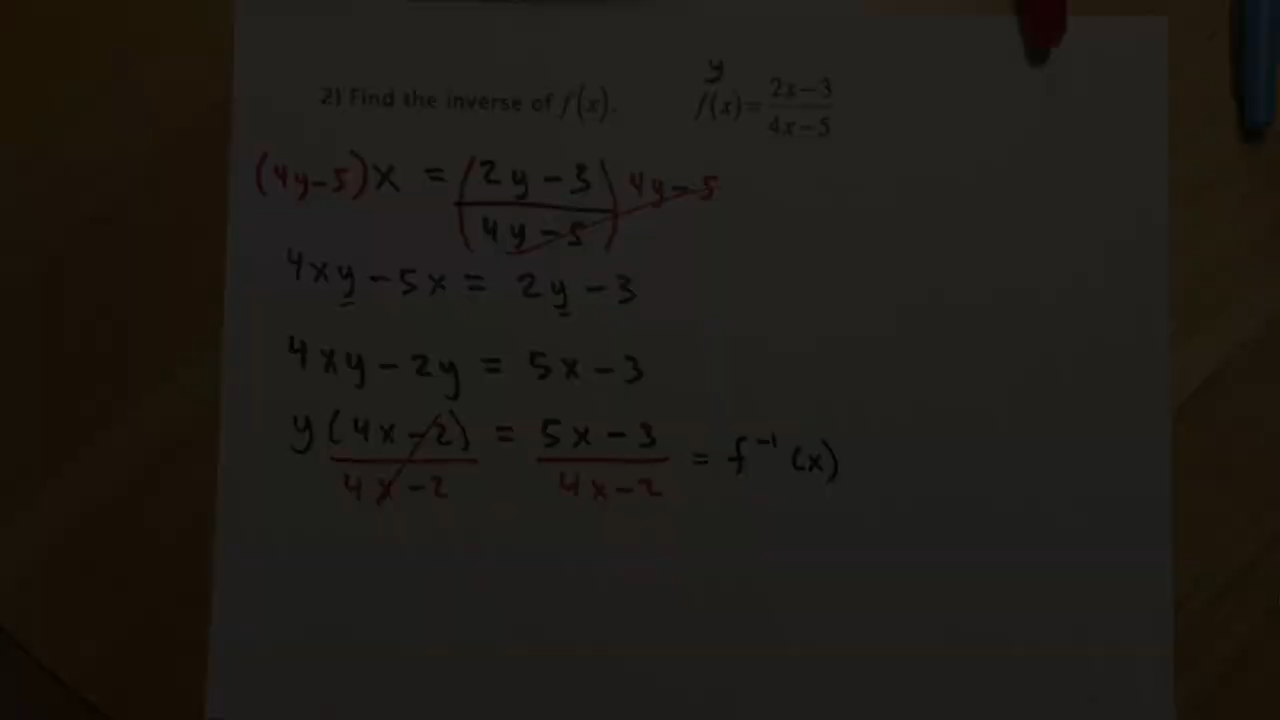 2) Find the inverse of f(x). f(x)= 2x-3 / 4x-5
y
(4y-5)x = (2y-3 / 4y-5) 4y-5
4xy - 5x = 2y - 3
4xy - 2y = 5x - 3
y(4x-2) / 4x-2 = 5x-3 / 4x-2 = f⁻¹(x)